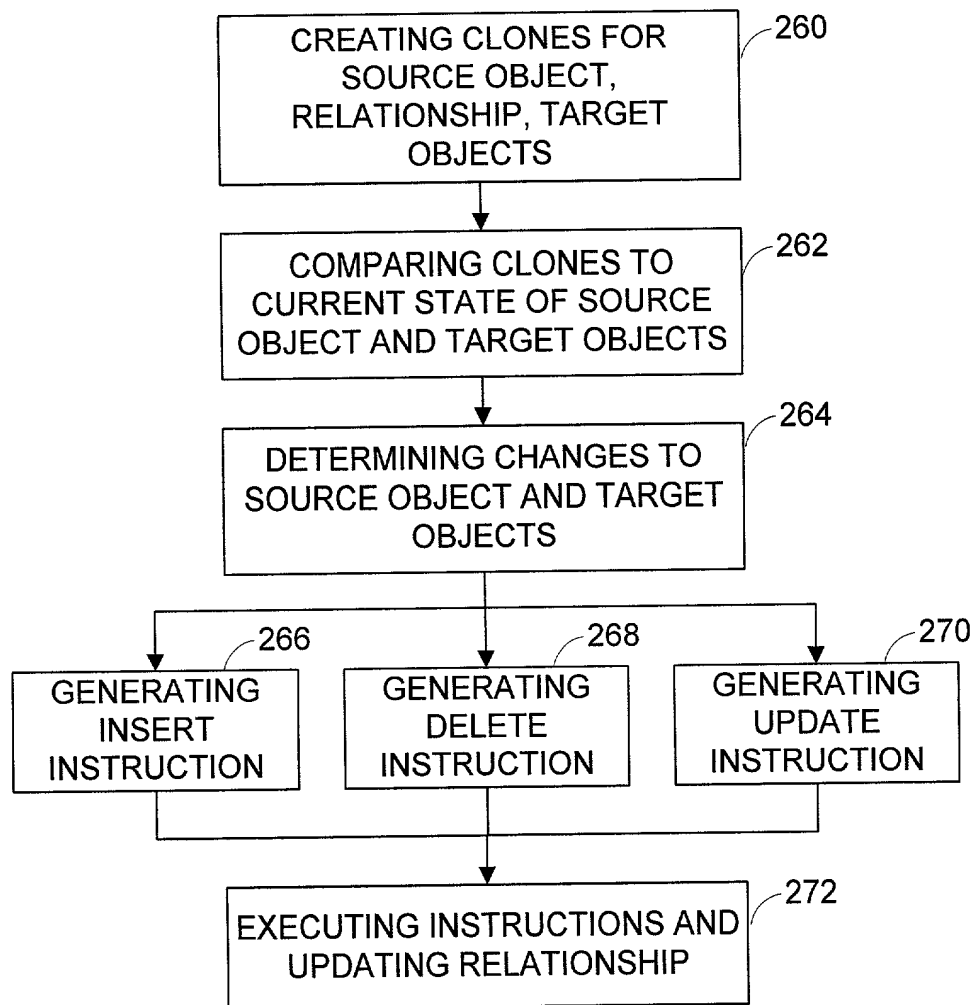 CREATING CLONES FOR
SOURCE OBJECT,
RELATIONSHIP, TARGET
OBJECTS
260
COMPARING CLONES TO
CURRENT STATE OF SOURCE
OBJECT AND TARGET OBJECTS
262
DETERMINING CHANGES TO
SOURCE OBJECT AND TARGET
OBJECTS
264
GENERATING
INSERT
INSTRUCTION
266
GENERATING
DELETE
INSTRUCTION
268
GENERATING
UPDATE
INSTRUCTION
270
EXECUTING INSTRUCTIONS AND
UPDATING RELATIONSHIP
272